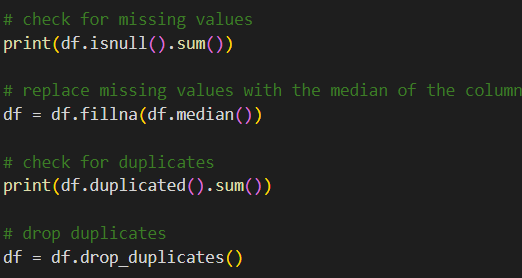 # check for missing values
print(df.isnull().sum())
# replace missing values with the median of the column
df = df.fillna(df.median())
# check for duplicates
print(df.duplicated().sum())
# drop duplicates
df = df.drop_duplicates()